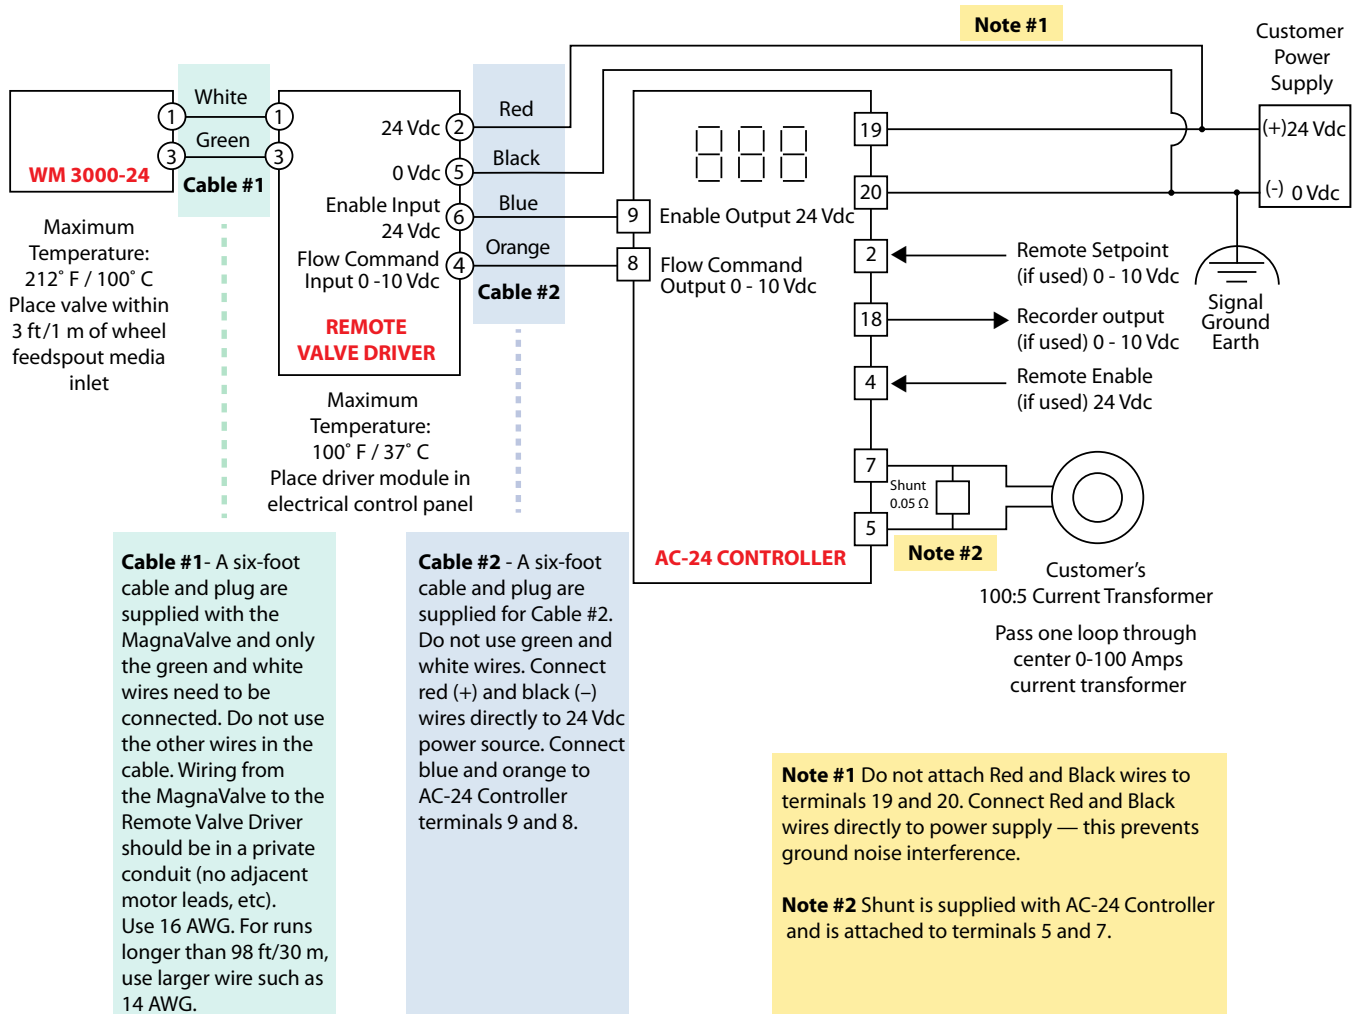 Note #1
Customer
Power
Supply
White
1
1
Green
3
3
WM 3000-24
Cable #1
Maximum
Temperature:
212˚ F / 100˚ C
Place valve within
3 ft/1 m of wheel
feedspout media
inlet
24 Vdc
2
Red
0 Vdc
5
Black
Enable Input
24 Vdc
6
Blue
Flow Command
Input 0 -10 Vdc
4
Orange
Cable #2
REMOTE
VALVE DRIVER
Maximum
Temperature:
100˚ F / 37˚ C
Place driver module in
electrical control panel
9
Enable Output 24 Vdc
8
Flow Command
Output 0 - 10 Vdc
19
20
2
18
4
7
5
(+)24 Vdc
(-) 0 Vdc
Remote Setpoint
(if used) 0 - 10 Vdc
Recorder output
(if used) 0 - 10 Vdc
Remote Enable
(if used) 24 Vdc
Signal
Ground
Earth
Shunt
0.05 Ω
Note #2
AC-24 CONTROLLER
Customer’s
100:5 Current Transformer
Pass one loop through
center 0-100 Amps
current transformer
Cable #1- A six-foot
cable and plug are
supplied with the
MagnaValve and only
the green and white
wires need to be
connected. Do not use
the other wires in the
cable. Wiring from
the MagnaValve to the
Remote Valve Driver
should be in a private
conduit (no adjacent
motor leads, etc).
Use 16 AWG. For runs
longer than 98 ft/30 m,
use larger wire such as
14 AWG.
Cable #2 - A six-foot
cable and plug are
supplied for Cable #2.
Do not use green and
white wires. Connect
red (+) and black (–)
wires directly to 24 Vdc
power source. Connect
blue and orange to
AC-24 Controller
terminals 9 and 8.
Note #1 Do not attach Red and Black wires to
terminals 19 and 20. Connect Red and Black
wires directly to power supply — this prevents
ground noise interference.
Note #2 Shunt is supplied with AC-24 Controller
and is attached to terminals 5 and 7.